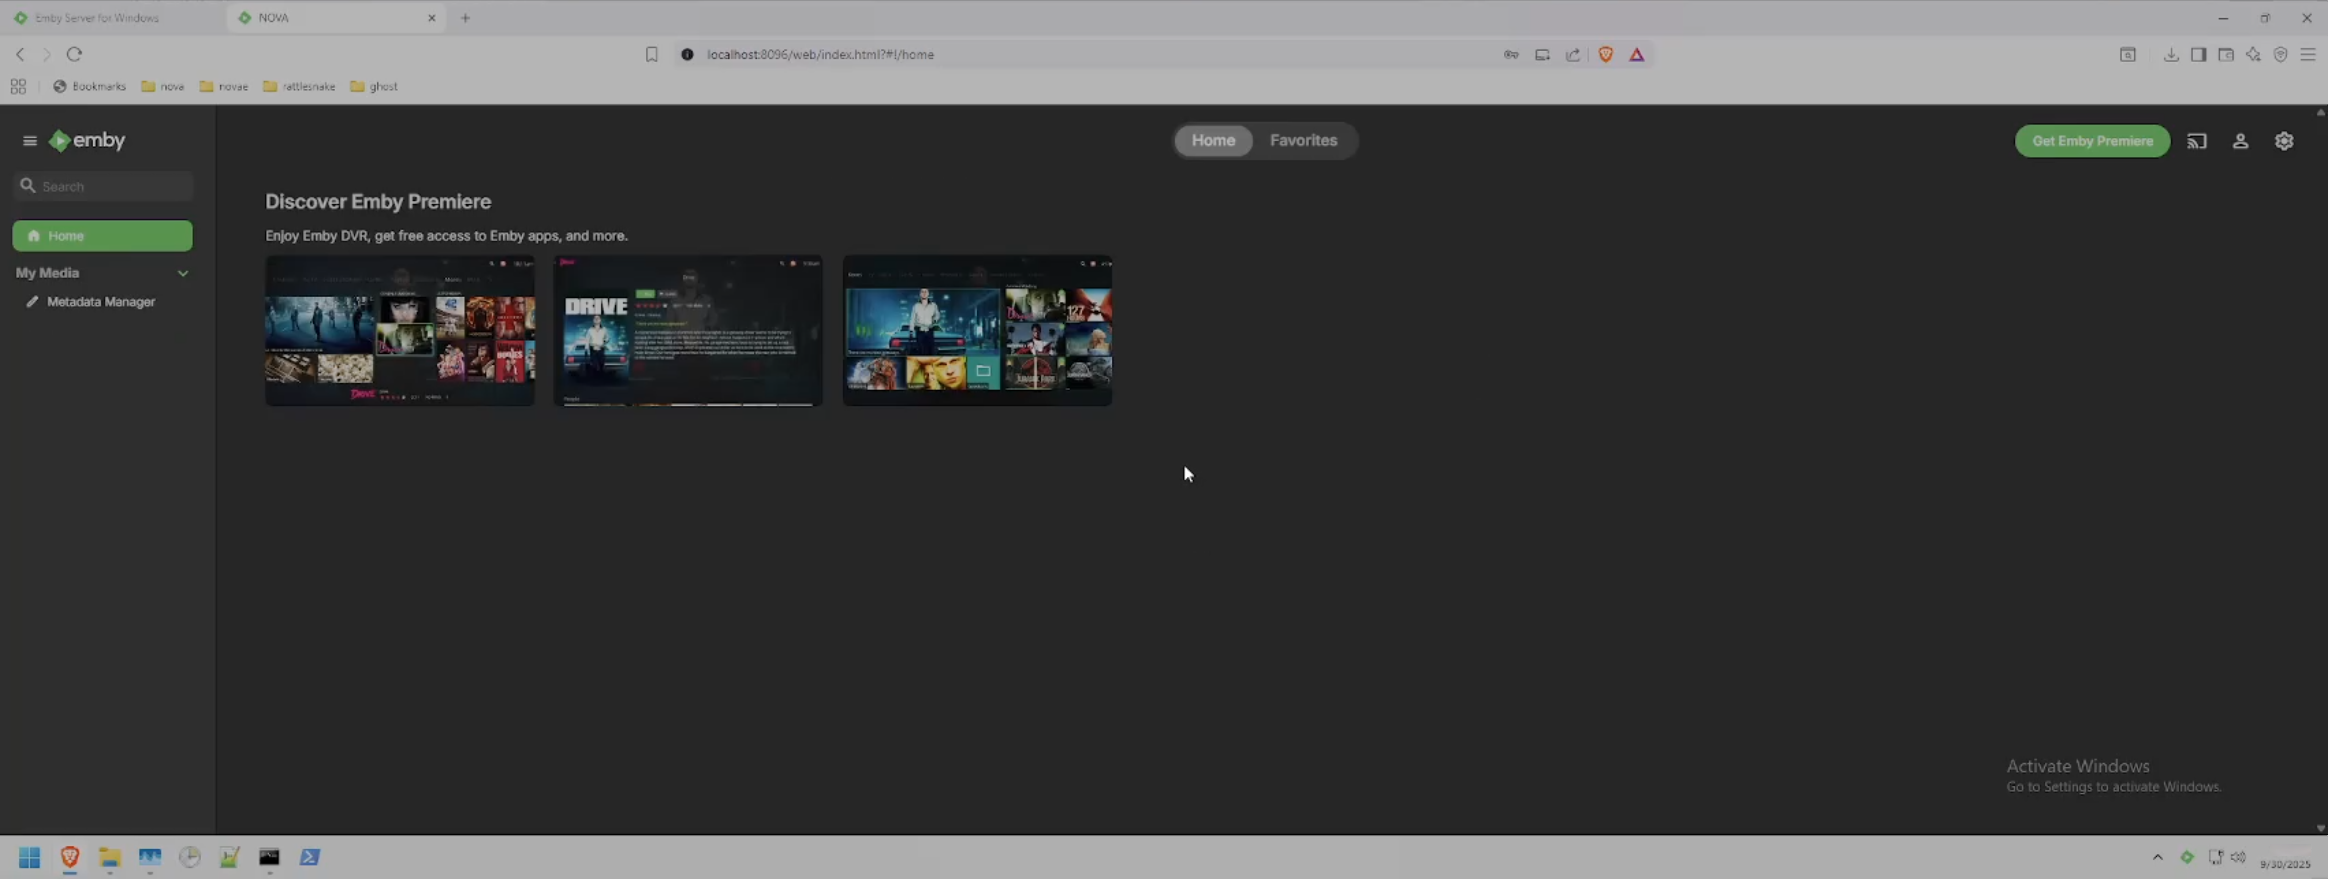 Emby Server for Windows
NOVA
localhost:8096/web/index.html?#!/home
Bookmarks
nova
novae
rattlesnake
ghost
emby
Home
Favorites
Get Emby Premiere
Search
Home
My Media
Metadata Manager
Discover Emby Premiere
Enjoy Emby DVR, get free access to Emby apps, and more.
DRIVE
127
Activate Windows
Go to Settings to activate Windows.
9/30/2025